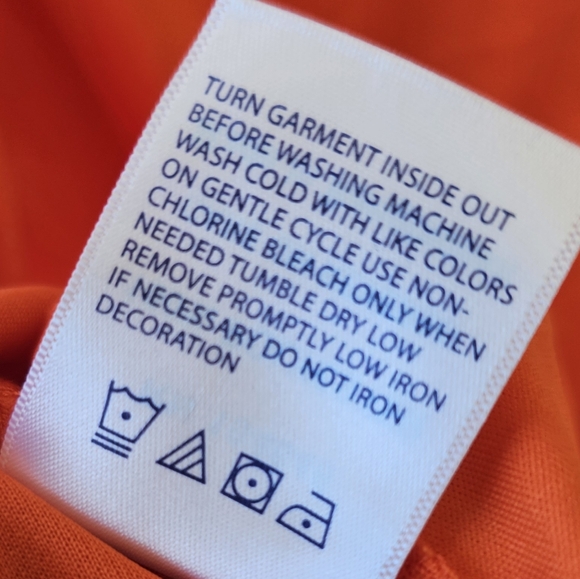 TURN GARMENT INSIDE OUT
BEFORE WASHING MACHINE
WASH COLD WITH LIKE COLORS
ON GENTLE CYCLE USE NON-
CHLORINE BLEACH ONLY WHEN
NEEDED TUMBLE DRY LOW
REMOVE PROMPTLY LOW IRON
IF NECESSARY DO NOT IRON
DECORATION